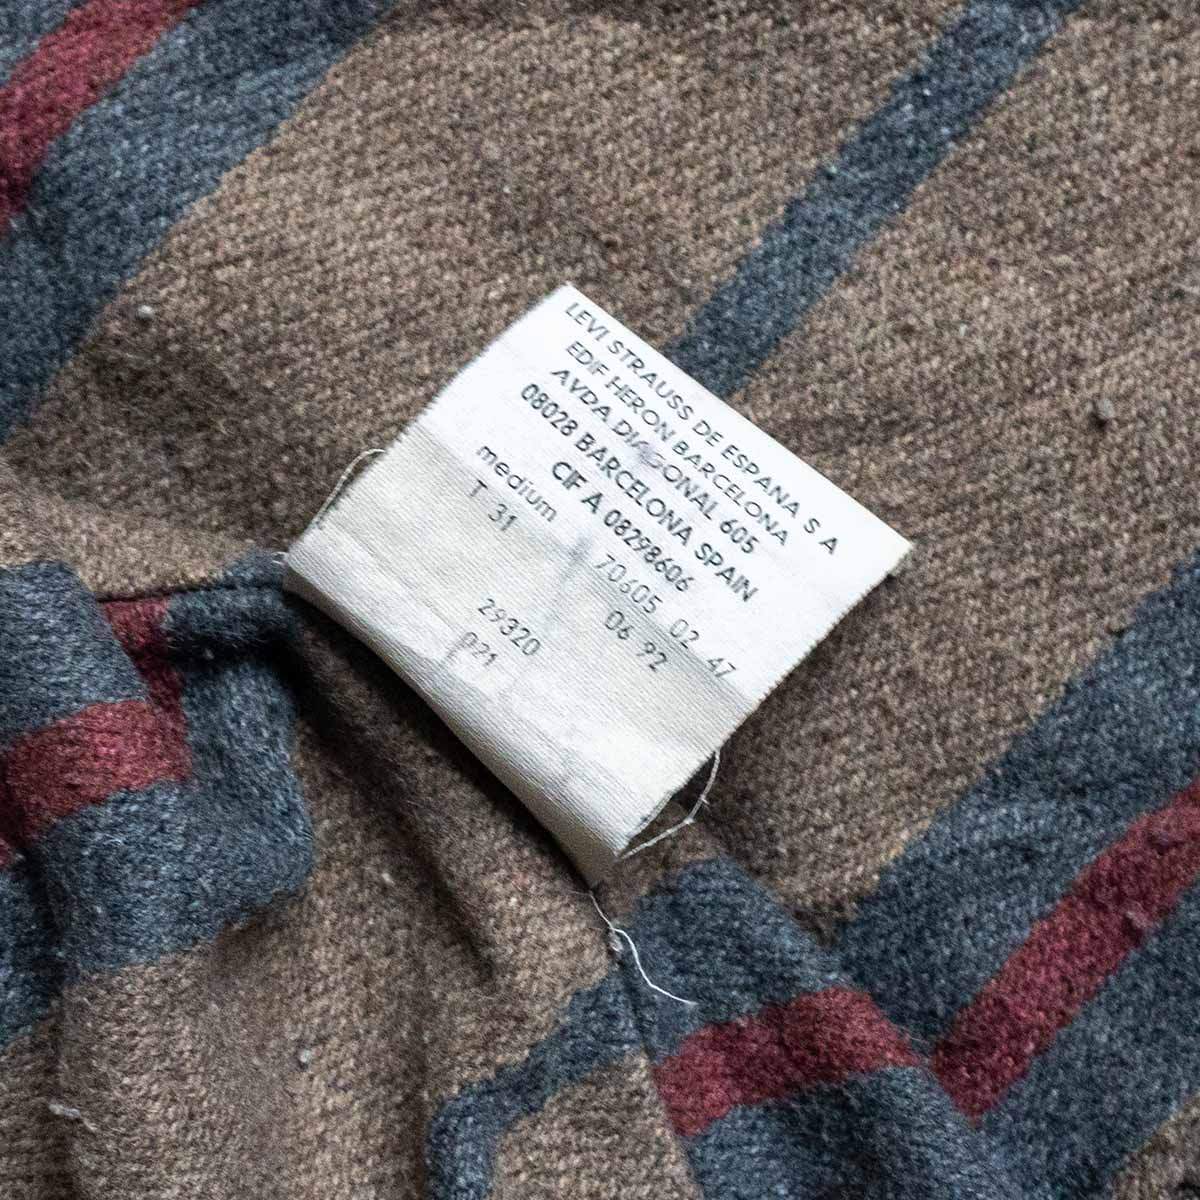 LEVI STRAUSS DE ESPANA S A
EDIF HERON BARCELONA
AVDA DIAGONAL 605
08028 BARCELONA SPAIN
CIF A 08298606
medium 70605 02 47
T 31 06 92
29320
021